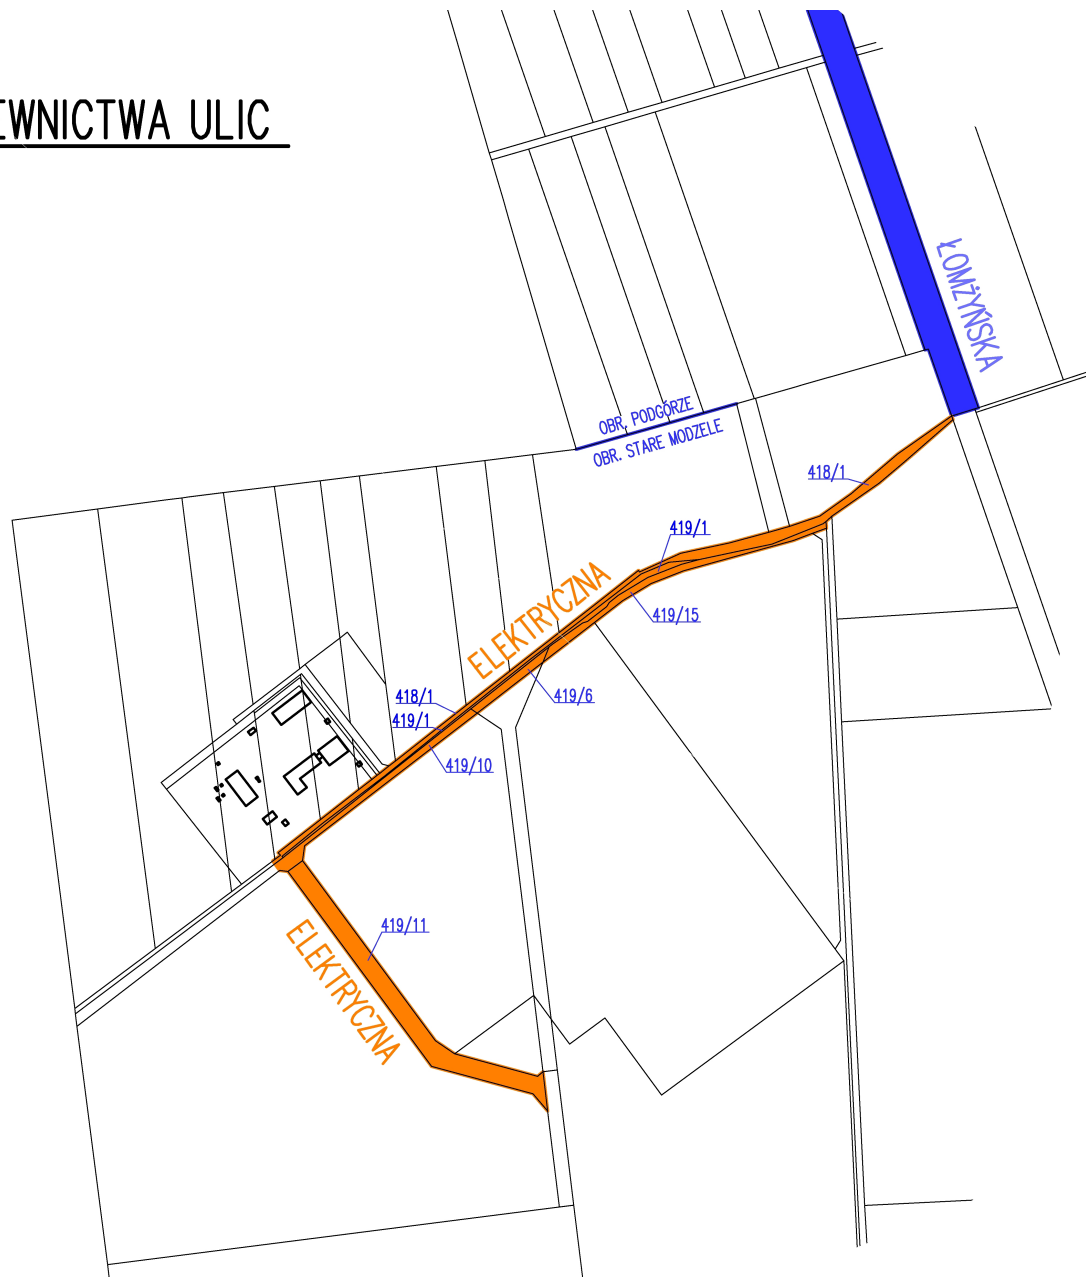 EWNICTWA ULIC
ŁOMŻYŃSKA
OBR. PODGÓRZE
OBR. STARE MODZELE
418/1
419/1
ELEKTRYCZNA
419/15
418/1
419/6
419/1
419/10
419/11
ELEKTRYCZNA